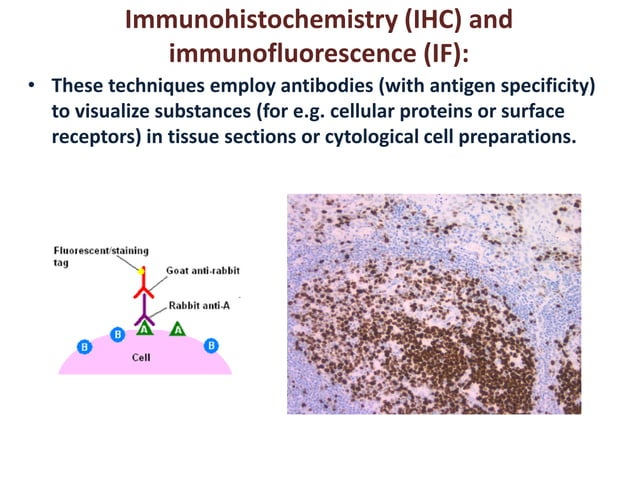 Immunohistochemistry (IHC) and
immunofluorescence (IF):
• These techniques employ antibodies (with antigen specificity)
to visualize substances (for e.g. cellular proteins or surface
receptors) in tissue sections or cytological cell preparations.
Fluorescent/staining
tag
Goat anti-rabbit
Rabbit anti-A
A
A
B
B
B
Cell